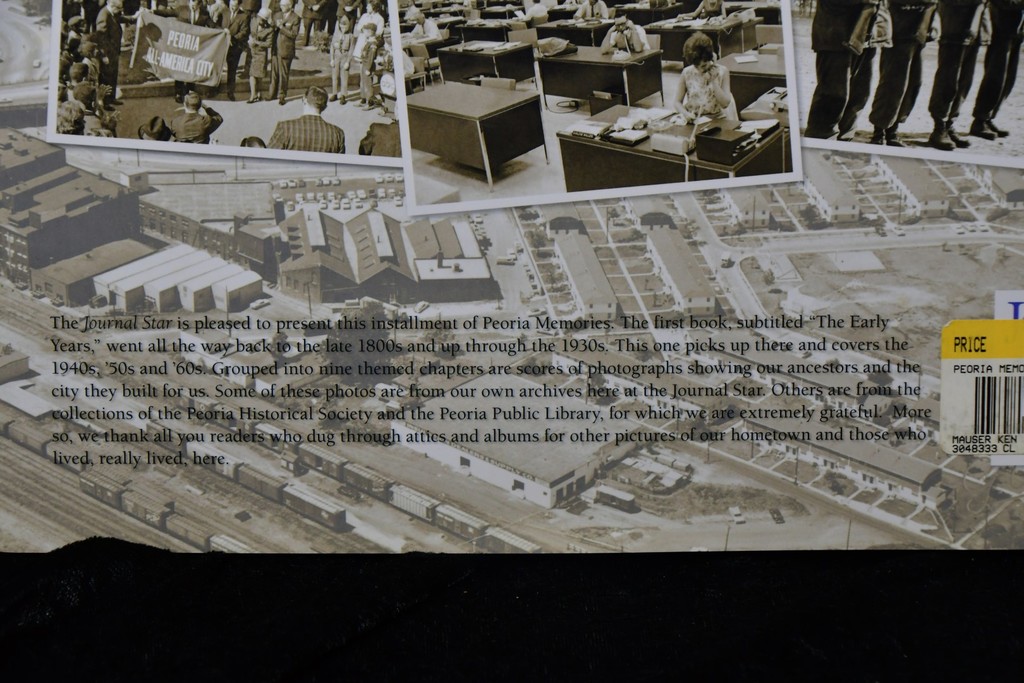 PEORIA
ALL-AMERICA CITY
The Journal Star is pleased to present this installment of Peoria Memories. The first book, subtitled “The Early
Years,” went all the way back to the late 1800s and up through the 1930s. This one picks up there and covers the
1940s, ’50s and ’60s. Grouped into nine themed chapters are scores of photographs showing our ancestors and the
city they built for us. Some of these photos are from our own archives here at the Journal Star. Others are from the
collections of the Peoria Historical Society and the Peoria Public Library, for which we are extremely grateful. More
so, we thank all you readers who dug through attics and albums for other pictures of our hometown and those who
lived, really lived, here.
PRICE
PEORIA MEMO
MAUSER KEN
3048333 CL